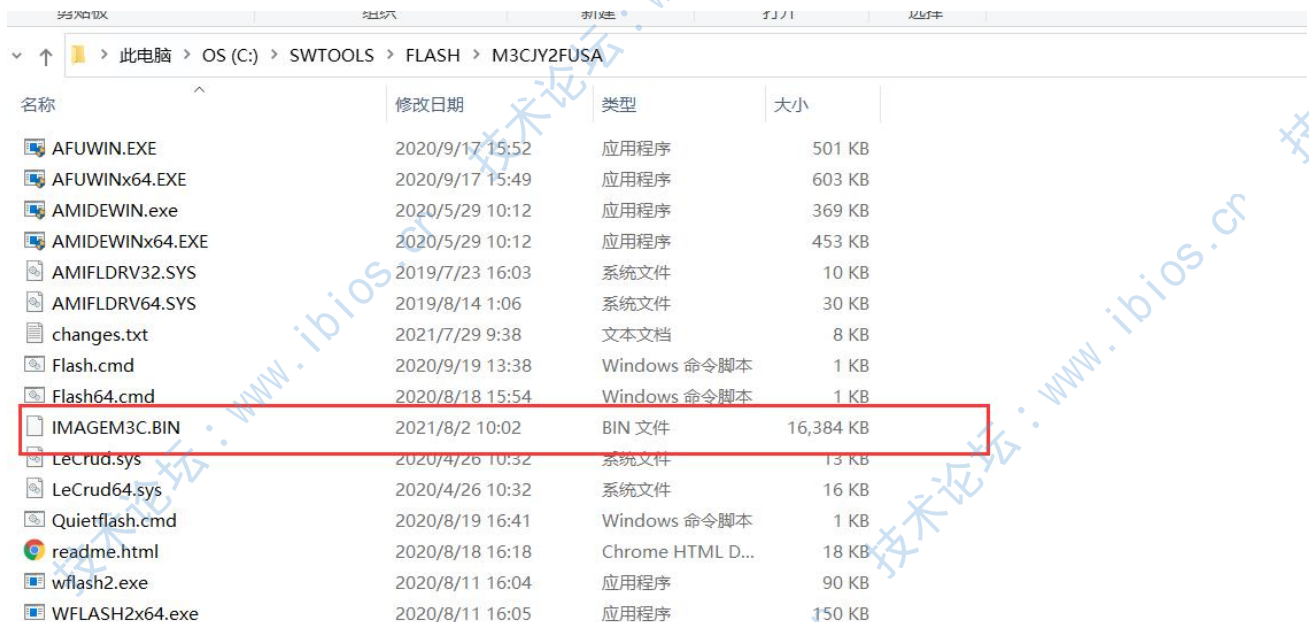 剪贴板 组织 新建 打开 选择
此电脑 > OS (C:) > SWTOOLS > FLASH > M3CJY2FUSA
名称 修改日期 类型 大小
AFUWIN.EXE 2020/9/17 15:52 应用程序 501 KB
AFUWINx64.EXE 2020/9/17 15:49 应用程序 603 KB
AMIDEWIN.exe 2020/5/29 10:12 应用程序 369 KB
AMIDEWINx64.EXE 2020/5/29 10:12 应用程序 453 KB
AMIFLDRV32.SYS 2019/7/23 16:03 系统文件 10 KB
AMIFLDRV64.SYS 2019/8/14 1:06 系统文件 30 KB
changes.txt 2021/7/29 9:38 文本文档 8 KB
Flash.cmd 2020/9/19 13:38 Windows 命令脚本 1 KB
Flash64.cmd 2020/8/18 15:54 Windows 命令脚本 1 KB
IMAGEM3C.BIN 2021/8/2 10:02 BIN 文件 16,384 KB
LeCrud.sys 2020/4/26 10:32 系统文件 13 KB
LeCrud64.sys 2020/4/26 10:32 系统文件 16 KB
Quietflash.cmd 2020/8/19 16:41 Windows 命令脚本 1 KB
readme.html 2020/8/18 16:18 Chrome HTML D... 18 KB
wflash2.exe 2020/8/11 16:04 应用程序 90 KB
WFLASH2x64.exe 2020/8/11 16:05 应用程序 150 KB
技术论坛：www.ibios.cn
技术论坛：www.ibios.cn